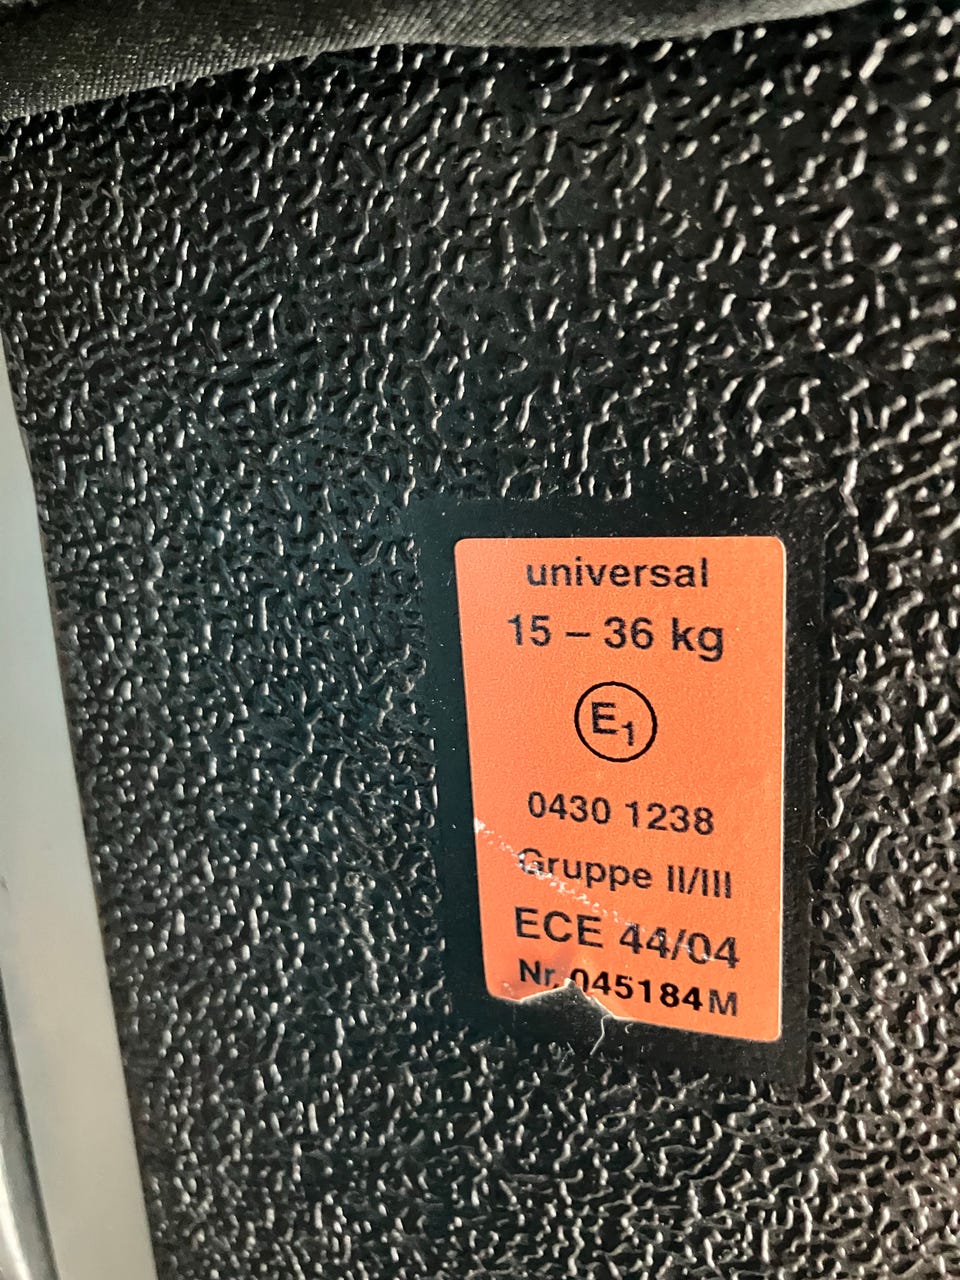 universal
15 – 36 kg
E1
0430 1238
Gruppe II/III
ECE 44/04
Nr. 045184M